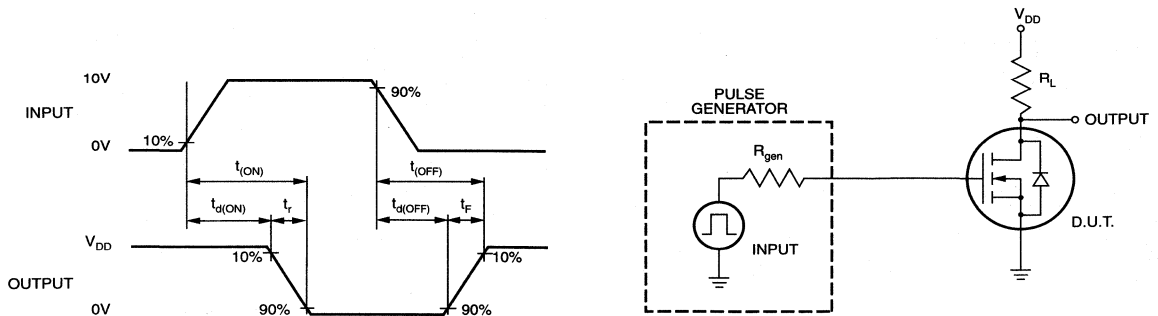 10V
INPUT
90%
10%
0V
t(ON)
t(OFF)
td(ON)
tr
td(OFF)
tF
VDD
10%
10%
OUTPUT
0V
90%
90%
VDD
RL
PULSE
GENERATOR
OUTPUT
Rgen
INPUT
D.U.T.